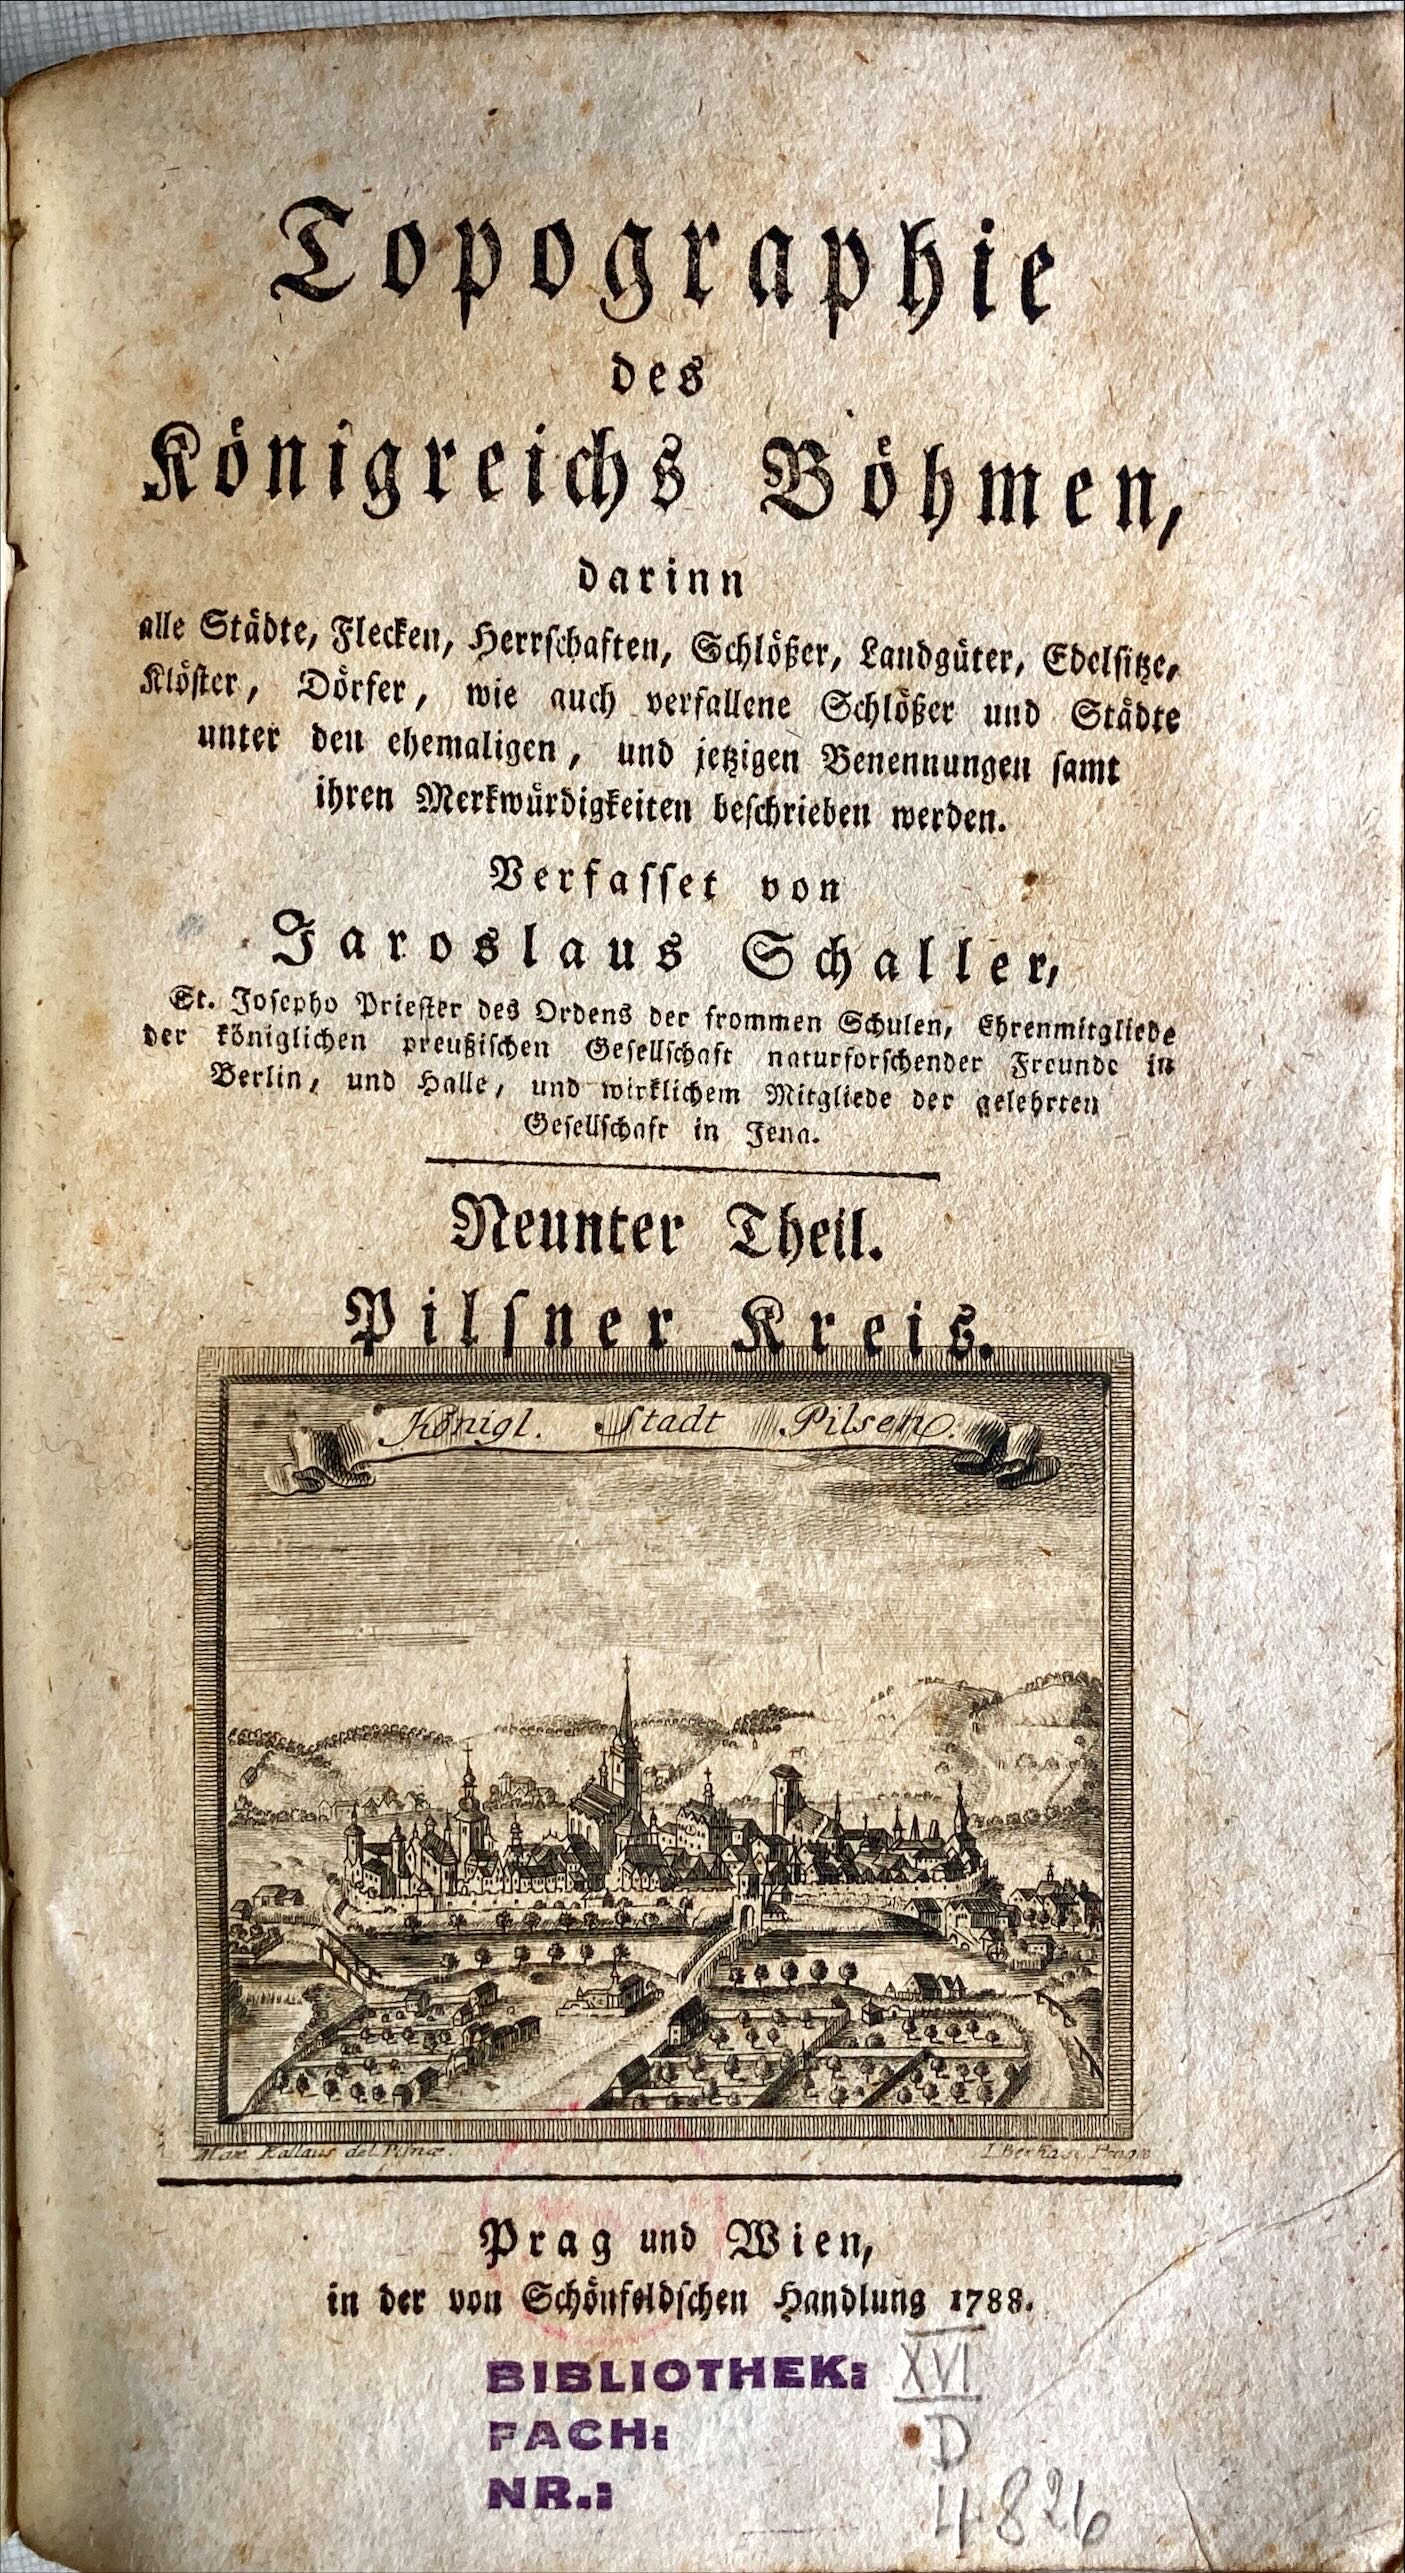 Topographie
des
Königreichs Böhmen,
darinn
alle Städte, Flecken, Herrschaften, Schlößer, Landgüter, Edelsitze,
Klöster, Dörfer, wie auch verfallene Schlößer und Städte
unter den ehemaligen, und jetzigen Benennungen samt
ihren Merkwürdigkeiten beschrieben werden.
Verfasset von
Jaroslaus Schaller,
St. Josepho Priester des Ordens der frommen Schulen, Ehrenmitgliede
der königlichen preußischen Gesellschaft naturforschender Freunde in
Berlin, und Halle, und wirklichem Mitgliede der gelehrten
Gesellschaft in Jena.
Neunter Theil.
Pilsner Kreis.
Königl. Stadt Pilsen.
Max Kallaus del. Pilnæ.
Prag und Wien,
in der von Schönfeldschen Handlung 1788.
BIBLIOTHEK: XVI
FACH: D
NR.: 4826